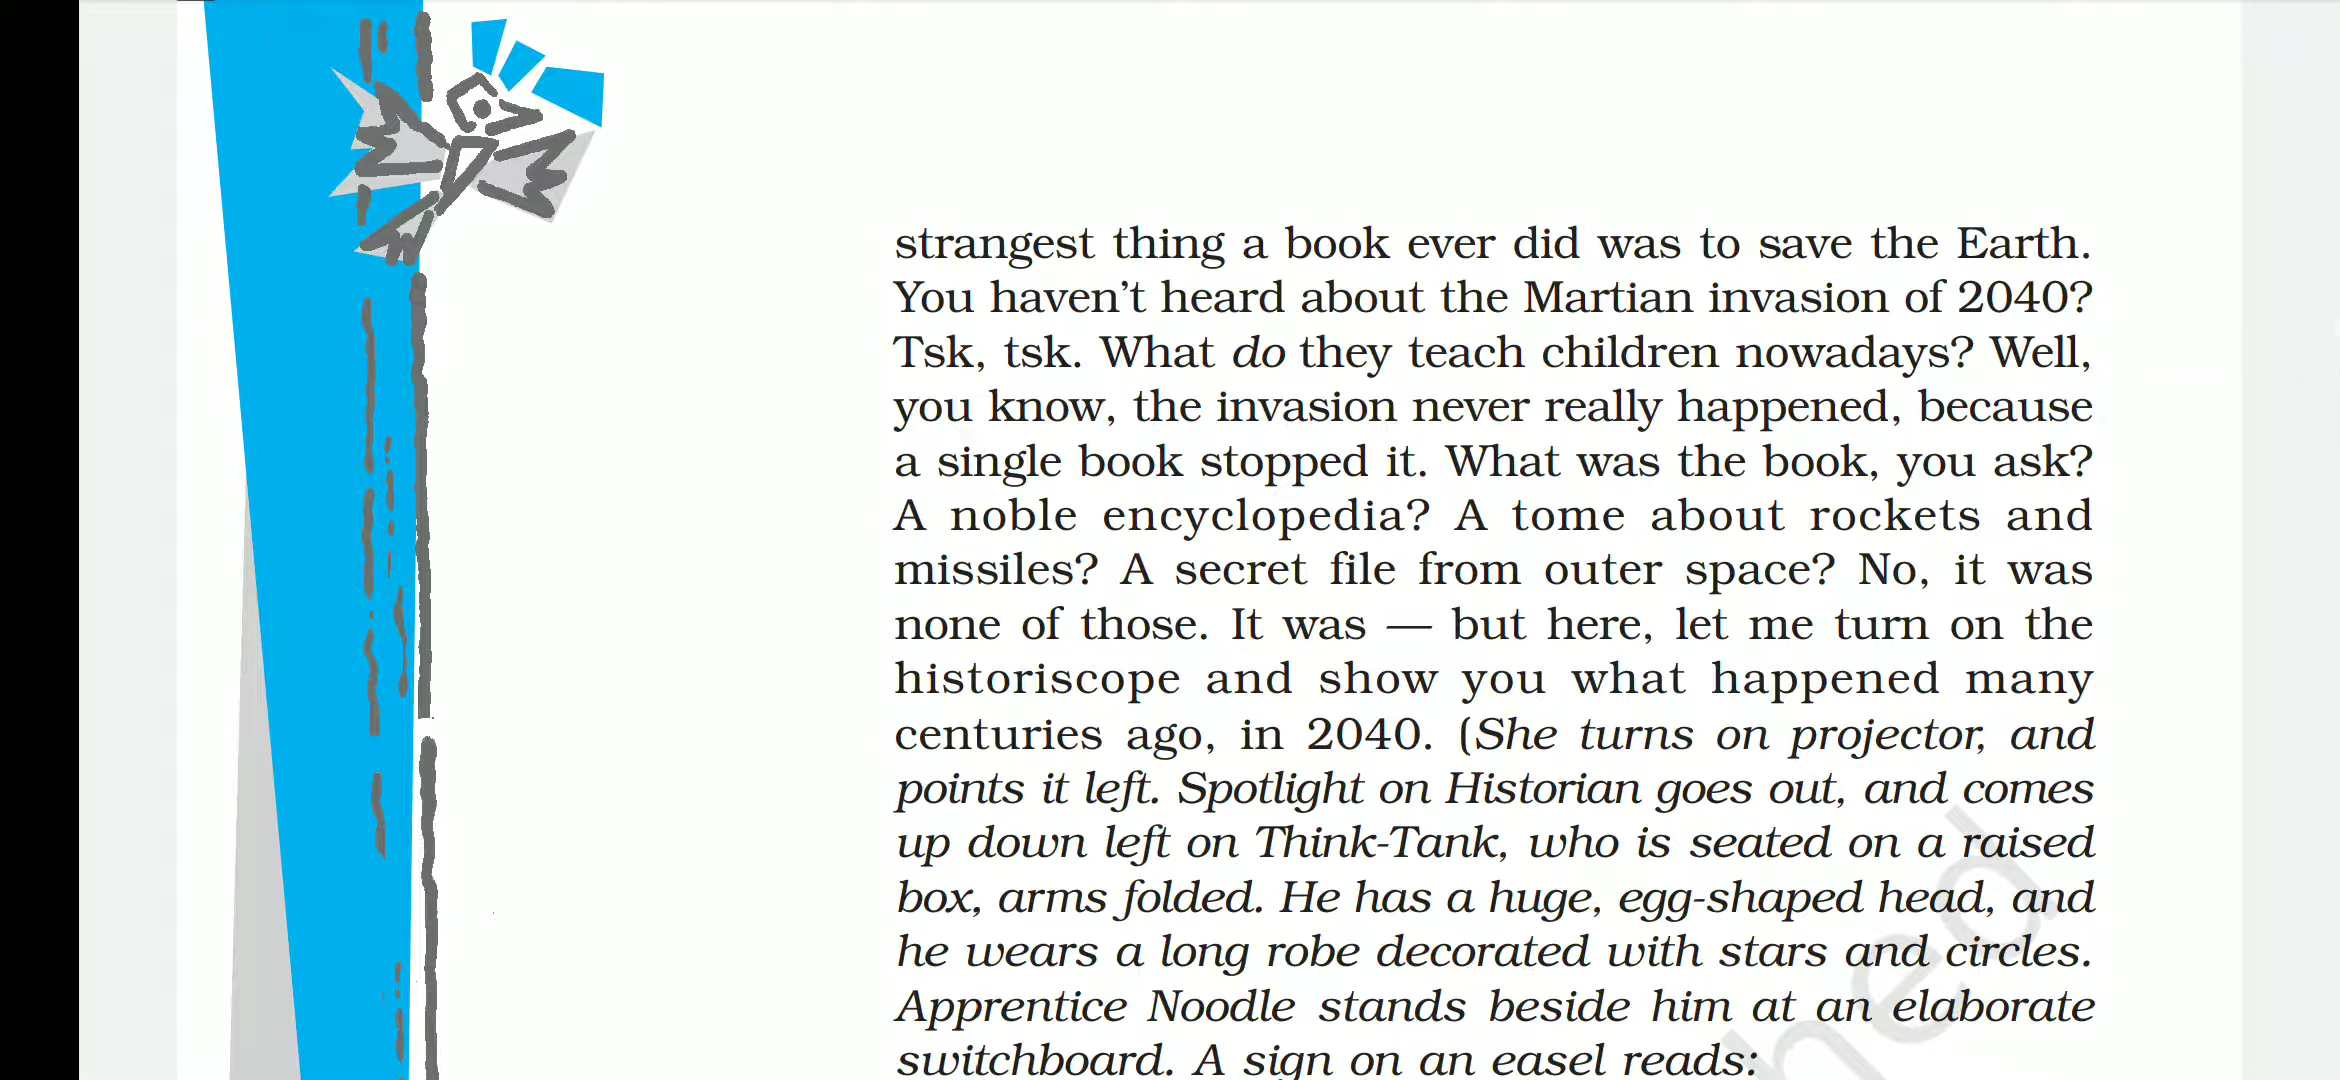 strangest thing a book ever did was to save the Earth.
You haven’t heard about the Martian invasion of 2040?
Tsk, tsk. What do they teach children nowadays? Well,
you know, the invasion never really happened, because
a single book stopped it. What was the book, you ask?
A noble encyclopedia? A tome about rockets and
missiles? A secret file from outer space? No, it was
none of those. It was — but here, let me turn on the
historiscope and show you what happened many
centuries ago, in 2040. (She turns on projector, and
points it left. Spotlight on Historian goes out, and comes
up down left on Think-Tank, who is seated on a raised
box, arms folded. He has a huge, egg-shaped head, and
he wears a long robe decorated with stars and circles.
Apprentice Noodle stands beside him at an elaborate
switchboard. A sign on an easel reads: